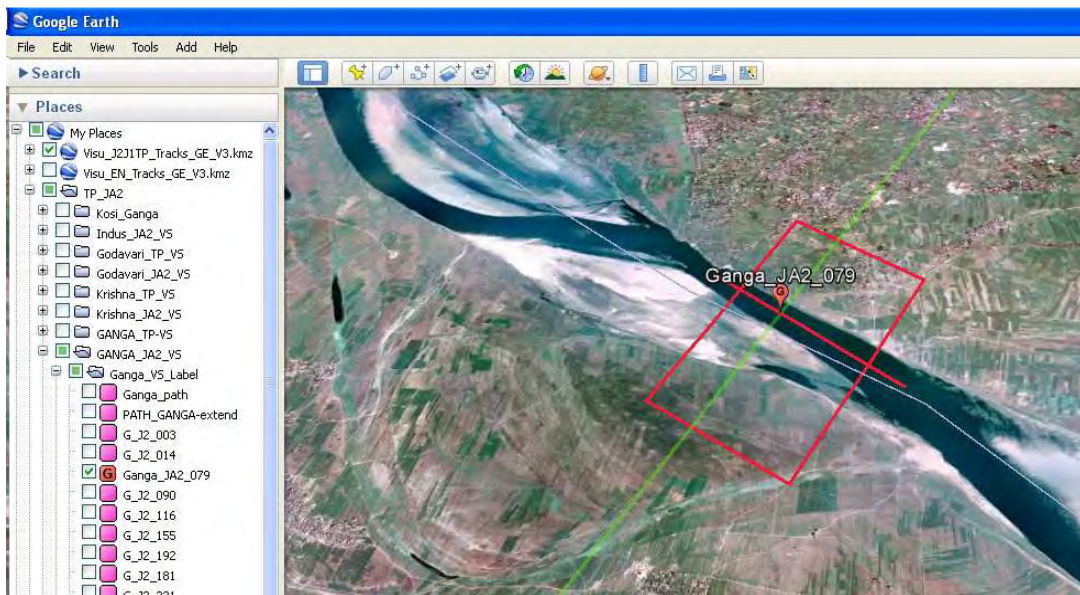 Google Earth
File Edit View Tools Add Help
Search
Places
My Places
Visu_J2J1TP_Tracks_GE_V3.kmz
Visu_EN_Tracks_GE_V3.kmz
TP_JA2
Kosi_Ganga
Indus_JA2_VS
Godavari_TP_VS
Godavari_JA2_VS
Krishna_TP_VS
Krishna_JA2_VS
GANGA_TP-VS
GANGA_JA2_VS
Ganga_VS_Label
Ganga_path
PATH_GANGA-extend
G_J2_003
G_J2_014
G Ganga_JA2_079
G_J2_090
G_J2_116
G_J2_155
G_J2_192
G_J2_181
Ganga_JA2_079
G